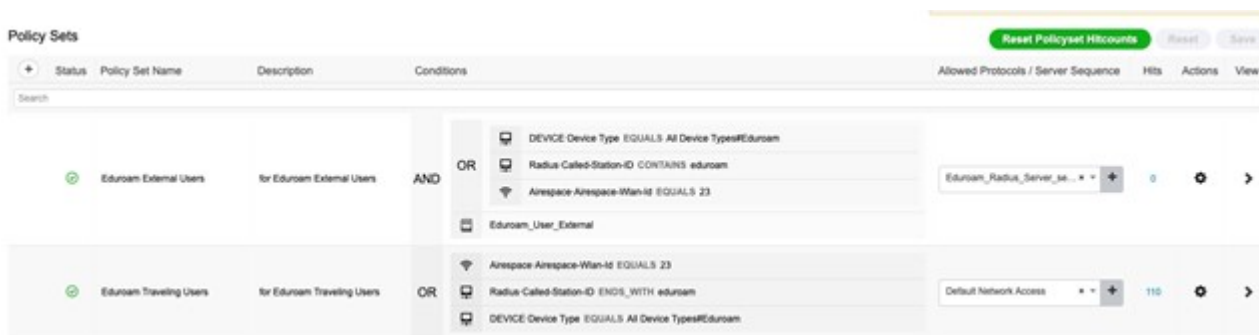 Policy Sets
Reset Policyset Hitcounts Reset Save
+ Status Policy Set Name Description Conditions Allowed Protocols / Server Sequence Hits Actions View
Search
DEVICE·Device Type EQUALS All Device Types#Eduroam
OR Radius·Called-Station-ID CONTAINS eduroam
Airespace·Airespace-Wlan-Id EQUALS 23
Eduroam External Users for Eduroam External Users AND Eduroam_Radius_Server_se... × + 0
Eduroam_User_External
Airespace·Airespace-Wlan-Id EQUALS 23
Eduroam Traveling Users for Eduroam Traveling Users OR Radius·Called-Station-ID ENDS_WITH eduroam Default Network Access × + 110
DEVICE·Device Type EQUALS All Device Types#Eduroam